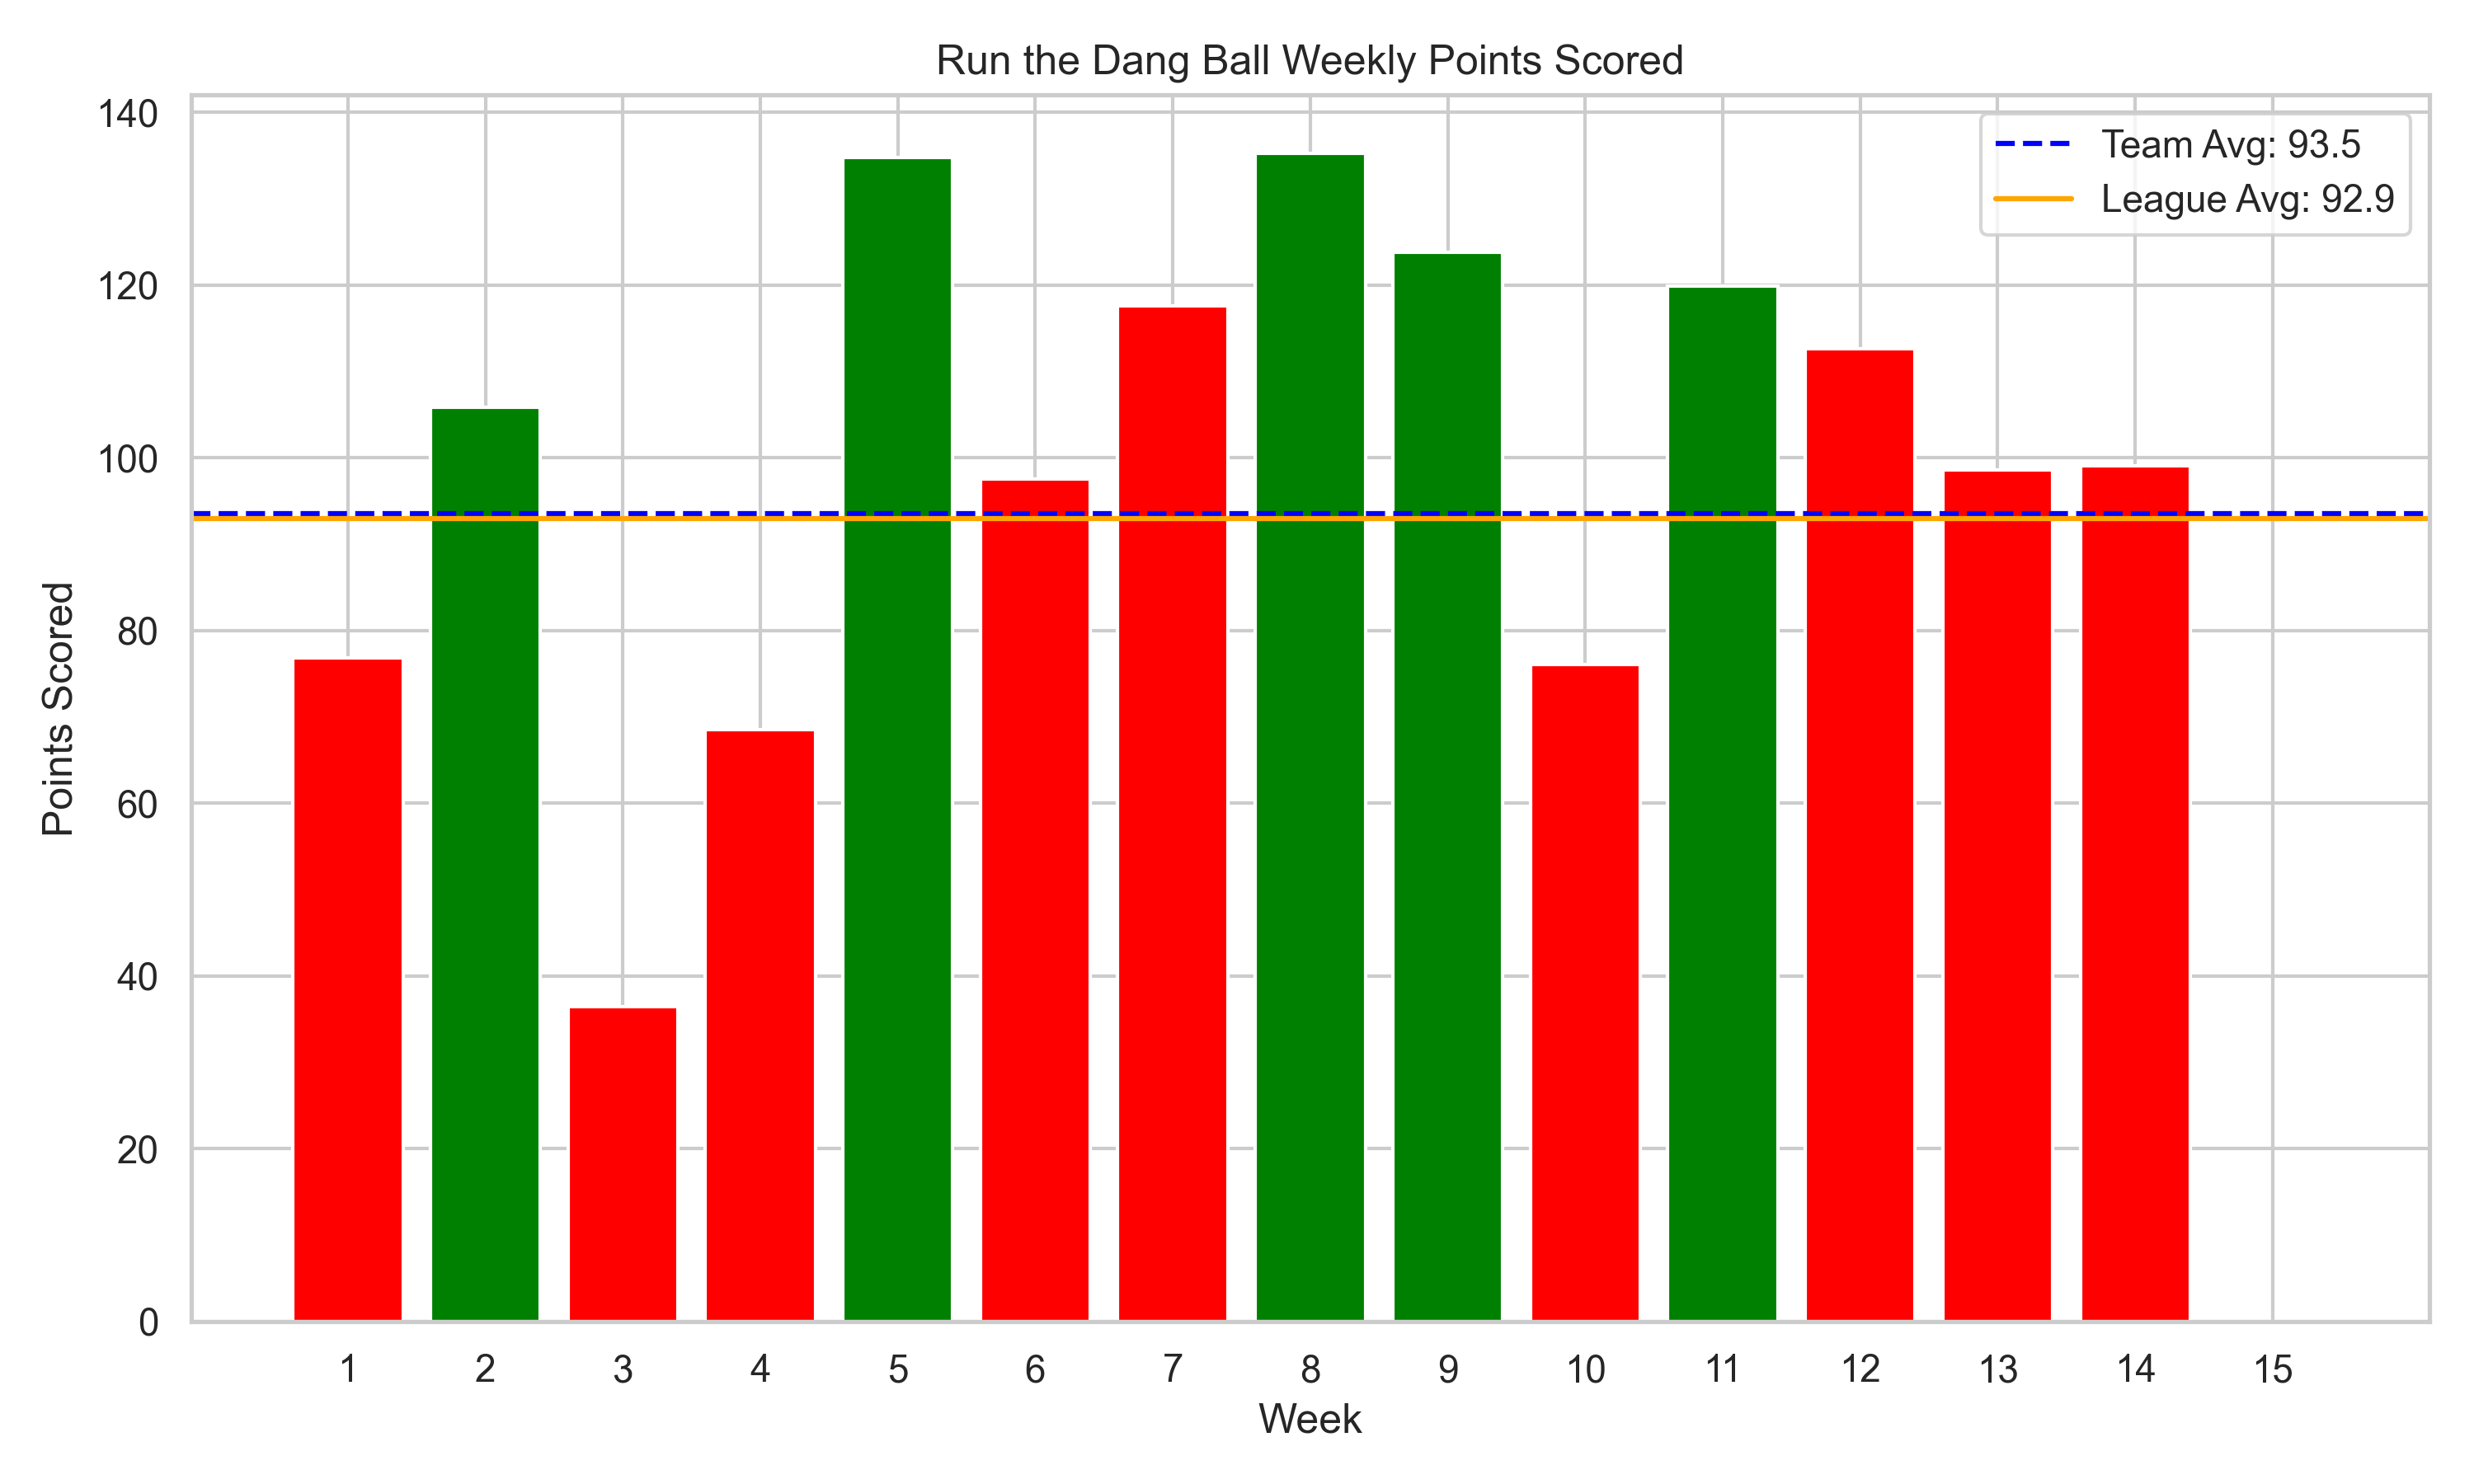 Run the Dang Ball Weekly Points Scored
140
120
100
80
60
40
20
0
Points Scored
Team Avg: 93.5
League Avg: 92.9
1 2 3 4 5 6 7 8 9 10 11 12 13 14 15
Week